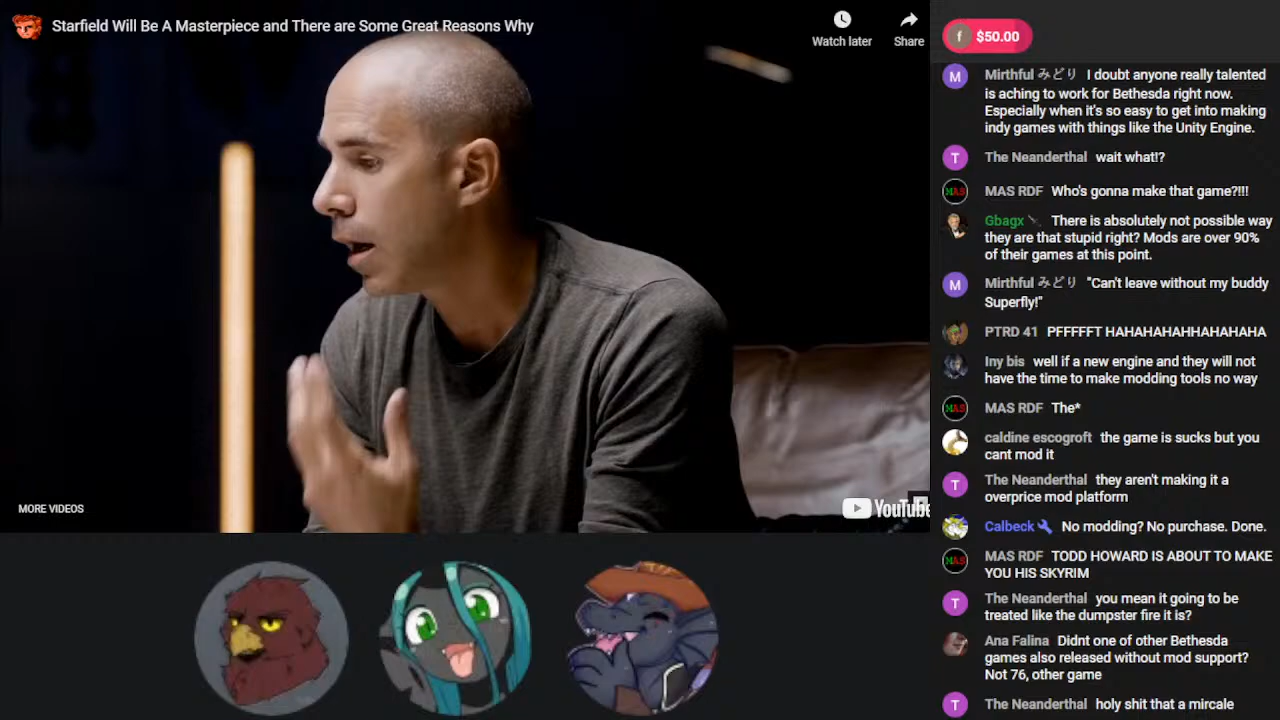 Starfield Will Be A Masterpiece and There are Some Great Reasons Why
Watch later
Share
MORE VIDEOS
YouTube
f $50.00
M Mirthful みどり I doubt anyone really talented
is aching to work for Bethesda right now.
Especially when it's so easy to get into making
indy games with things like the Unity Engine.
T The Neanderthal wait what!?
MAS MAS RDF Who's gonna make that game?!!!
Gbagx There is absolutely not possible way
they are that stupid right? Mods are over 90%
of their games at this point.
M Mirthful みどり "Can't leave without my buddy
Superfly!"
PTRD 41 PFFFFFT HAHAHAHAHHAHAHAHA
Iny bis well if a new engine and they will not
have the time to make modding tools no way
MAS MAS RDF The*
caldine escogroft the game is sucks but you
cant mod it
T The Neanderthal they aren't making it a
overprice mod platform
Calbeck No modding? No purchase. Done.
MAS MAS RDF TODD HOWARD IS ABOUT TO MAKE
YOU HIS SKYRIM
T The Neanderthal you mean it going to be
treated like the dumpster fire it is?
Ana Falina Didnt one of other Bethesda
games also released without mod support?
Not 76, other game
T The Neanderthal holy shit that a mircale